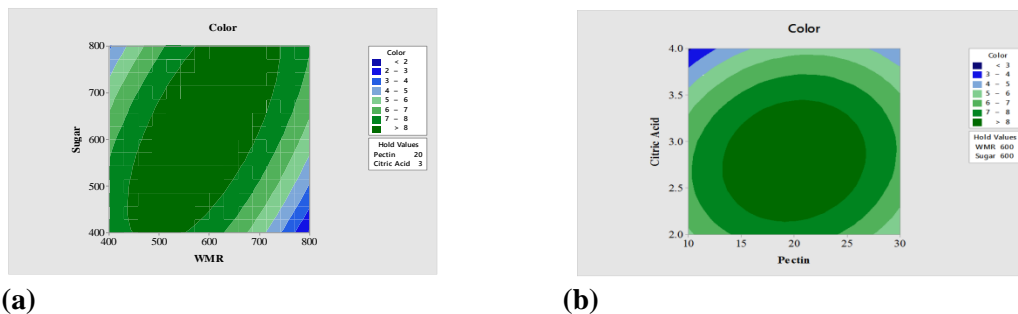 Color
800
700
600
500
400
Sugar
400 500 600 700 800
WMR
Color
< 2
2 – 3
3 – 4
4 – 5
5 – 6
6 – 7
7 – 8
> 8
Hold Values
Pectin 20
Citric Acid 3
(a)
Color
4.0
3.5
3.0
2.5
2.0
Citric Acid
10 15 20 25 30
Pectin
Color
< 3
3 – 4
4 – 5
5 – 6
6 – 7
7 – 8
> 8
Hold Values
WMR 600
Sugar 600
(b)